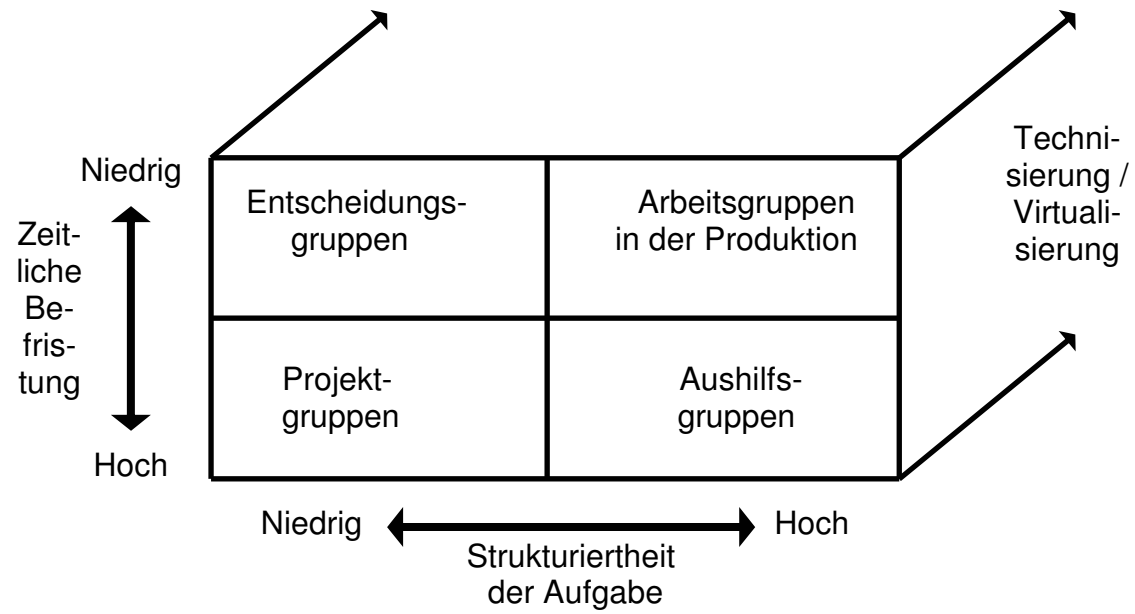 Techni-
sierung /
Virtuali-
sierung
Niedrig
Zeit-
liche
Be-
fris-
tung
Hoch
Entscheidungs-
gruppen
Arbeitsgruppen
in der Produktion
Projekt-
gruppen
Aushilfs-
gruppen
Niedrig
Hoch
Strukturiertheit
der Aufgabe